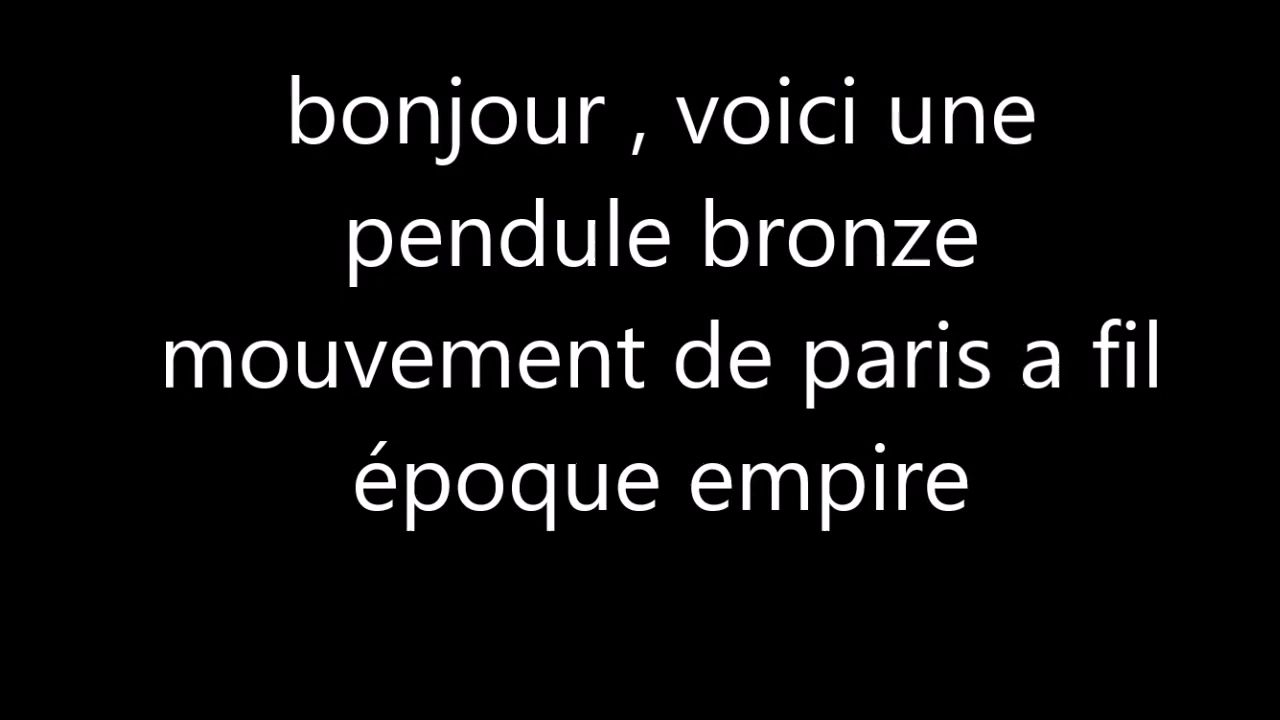 bonjour , voici une
pendule bronze
mouvement de paris a fil
époque empire